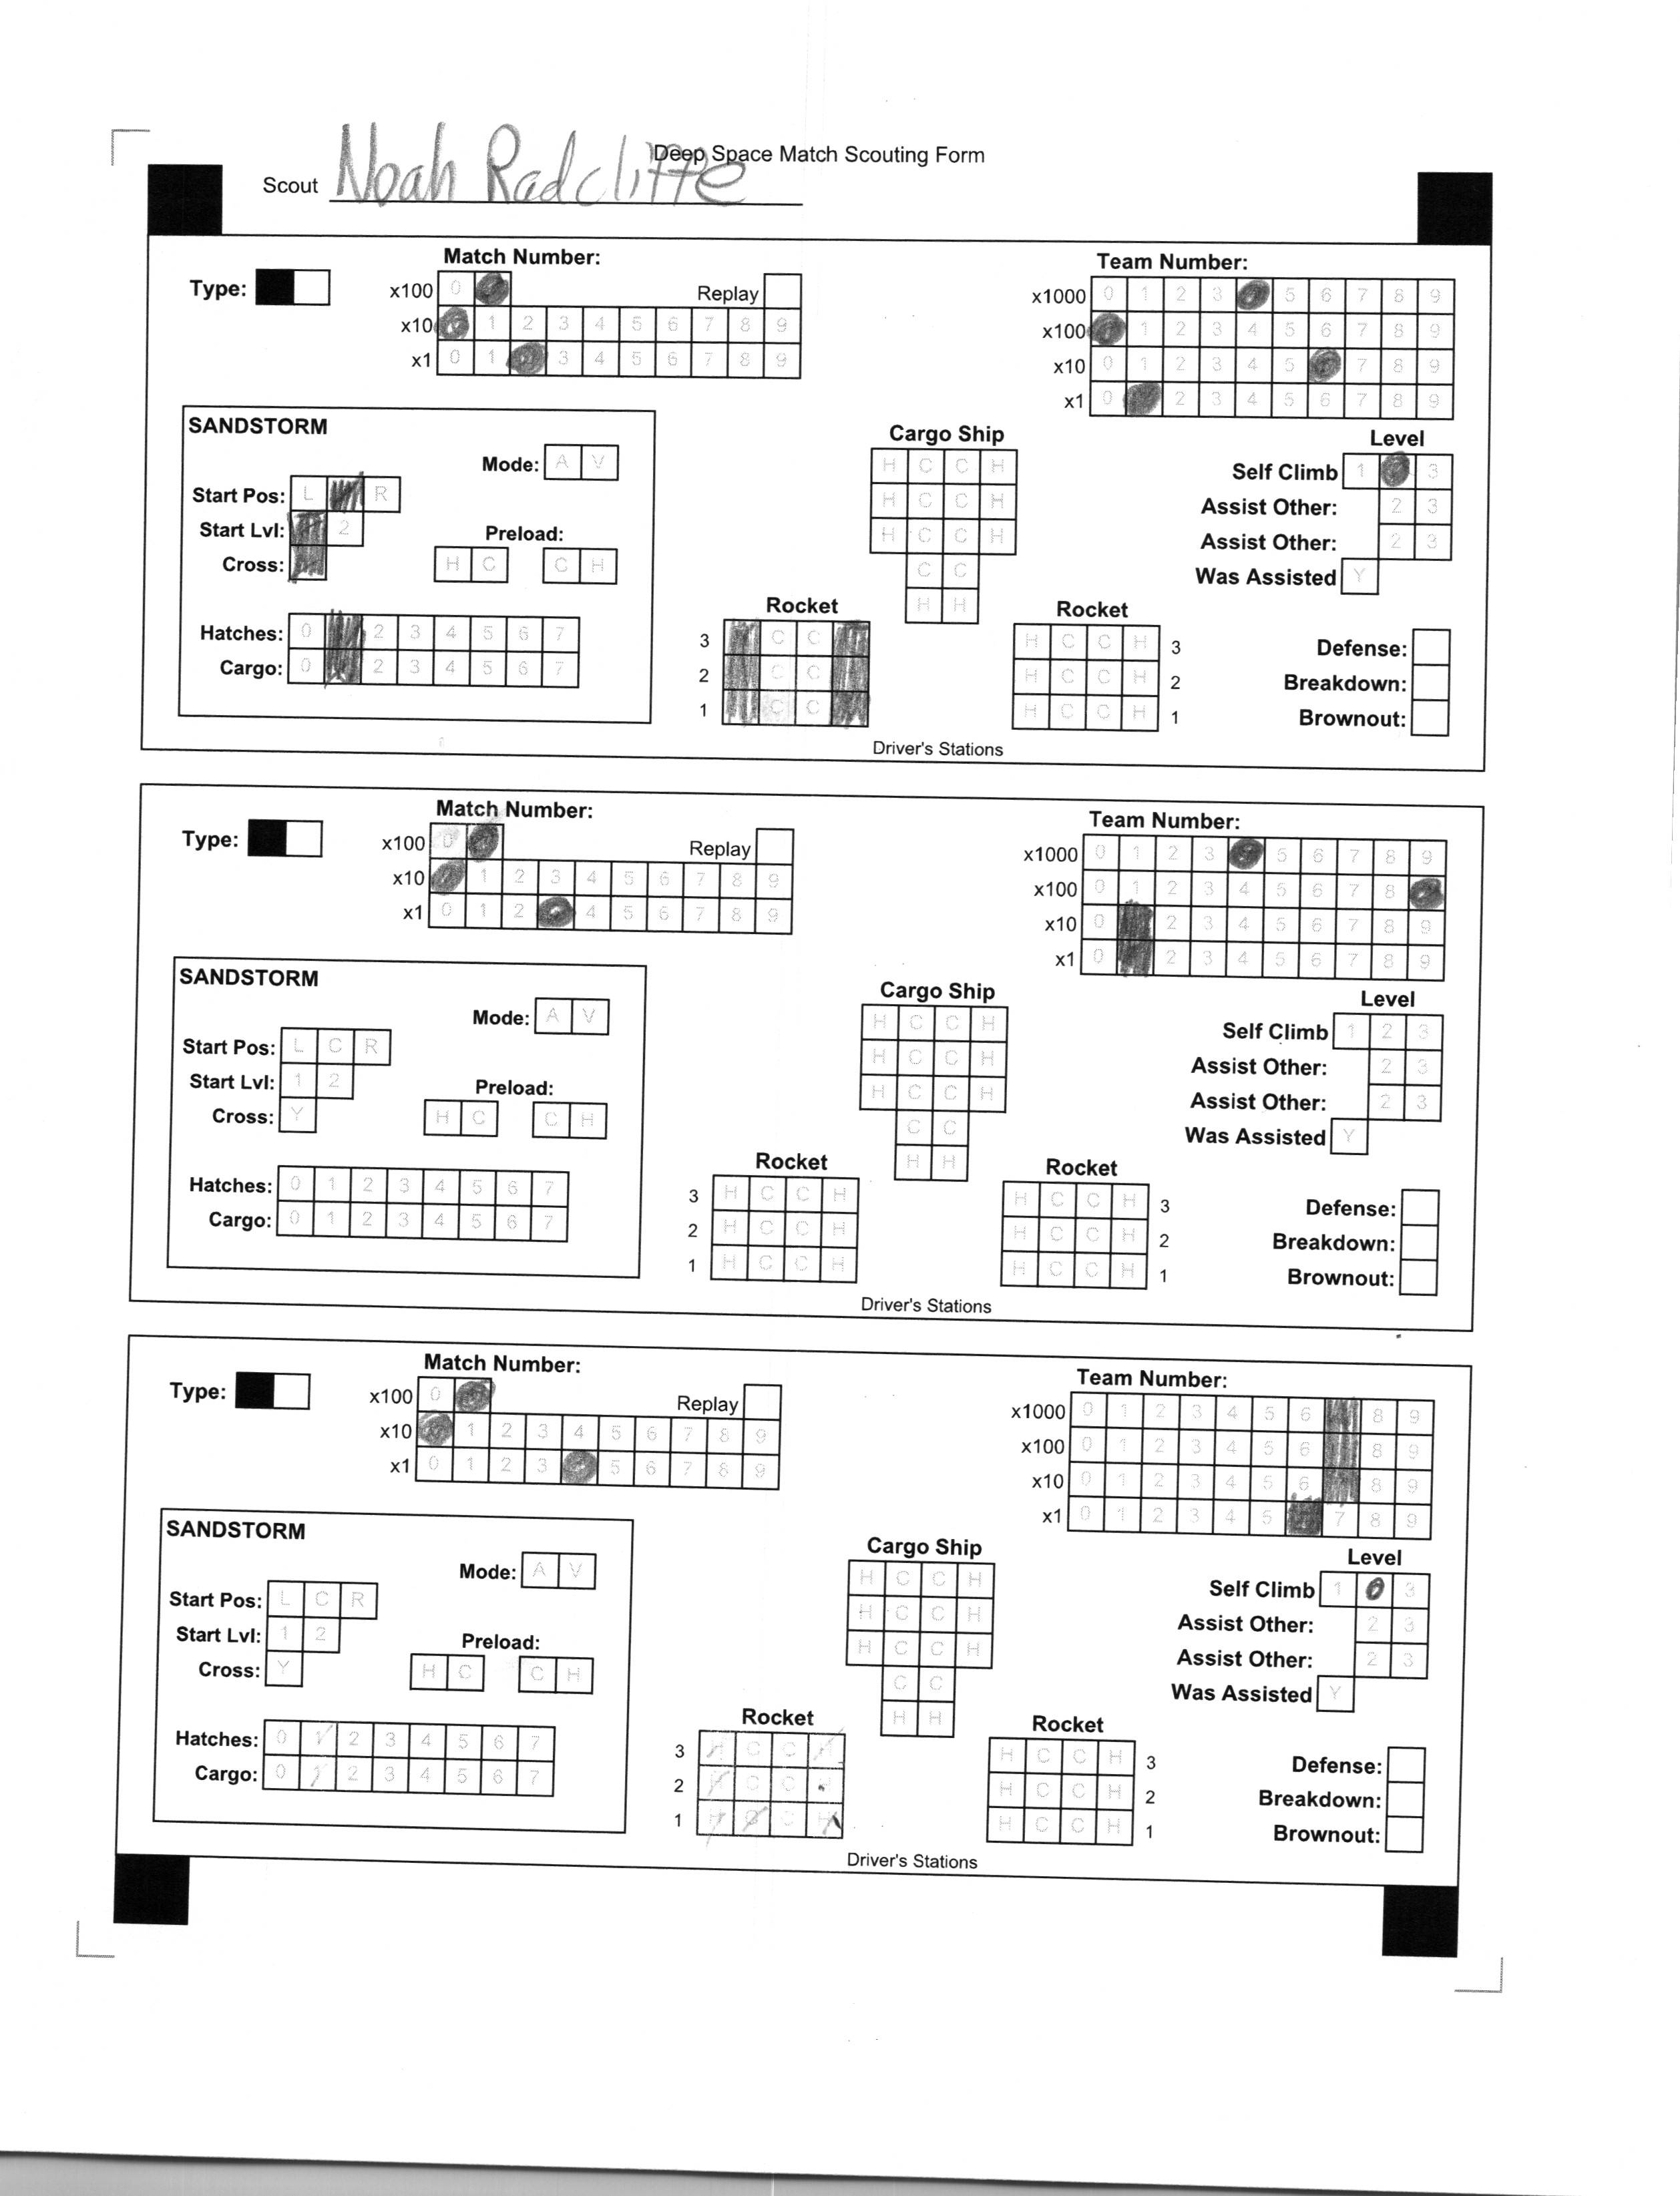 Deep Space Match Scouting Form
Scout Noah Radcliffe
Match Number: Team Number:
Type: x100 0 Replay x1000 0 1 2 3 5 6 7 8 9
x10 1 2 3 4 5 6 7 8 9 x100 1 2 3 4 5 6 7 8 9
x1 0 1 3 4 5 6 7 8 9 x10 0 1 2 3 4 5 7 8 9
x1 0 2 3 4 5 6 7 8 9
SANDSTORM Cargo Ship Level
Mode: A V H C C H Self Climb 1 3
Start Pos: L R H C C H Assist Other: 2 3
Start Lvl: 2 Preload: H C C H Assist Other: 2 3
Cross: H C C H C C Was Assisted Y
Rocket H H Rocket
Hatches: 0 2 3 4 5 6 7 3 C C H C C H 3 Defense:
Cargo: 0 2 3 4 5 6 7 2 C C H C C H 2 Breakdown:
1 C C H C C H 1 Brownout:
Driver's Stations
Match Number: Team Number:
Type: x100 0 Replay x1000 0 1 2 3 5 6 7 8 9
x10 1 2 3 4 5 6 7 8 9 x100 0 1 2 3 4 5 6 7 8
x1 0 1 2 4 5 6 7 8 9 x10 0 2 3 4 5 6 7 8 9
x1 0 2 3 4 5 6 7 8 9
SANDSTORM Cargo Ship Level
Mode: A V H C C H Self Climb 1 2 3
Start Pos: L C R H C C H Assist Other: 2 3
Start Lvl: 1 2 Preload: H C C H Assist Other: 2 3
Cross: Y H C C H C C Was Assisted Y
Rocket H H Rocket
Hatches: 0 1 2 3 4 5 6 7 3 H C C H H C C H 3 Defense:
Cargo: 0 1 2 3 4 5 6 7 2 H C C H H C C H 2 Breakdown:
1 H C C H H C C H 1 Brownout:
Driver's Stations
Match Number: Team Number:
Type: x100 0 Replay x1000 0 1 2 3 4 5 6 8 9
x10 1 2 3 4 5 6 7 8 9 x100 0 1 2 3 4 5 6 8 9
x1 0 1 2 3 5 6 7 8 9 x10 0 1 2 3 4 5 6 8 9
x1 0 1 2 3 4 5 7 8 9
SANDSTORM Cargo Ship Level
Mode: A V H C C H Self Climb 1 3
Start Pos: L C R H C C H Assist Other: 2 3
Start Lvl: 1 2 Preload: H C C H Assist Other: 2 3
Cross: Y H C C H C C Was Assisted Y
Rocket H H Rocket
Hatches: 0 1 2 3 4 5 6 7 3 H C C H C C H 3 Defense:
Cargo: 0 1 2 3 4 5 6 7 2 H C C H C C H 2 Breakdown:
1 H C C H H C C H 1 Brownout:
Driver's Stations